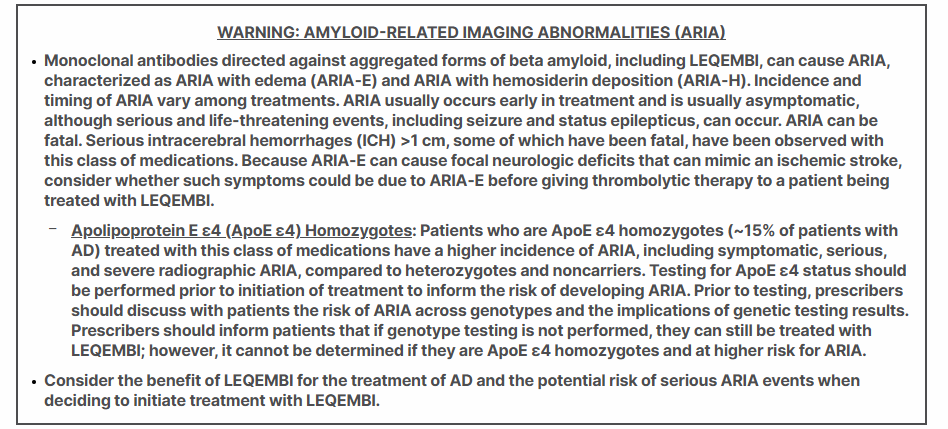 WARNING: AMYLOID-RELATED IMAGING ABNORMALITIES (ARIA)
• Monoclonal antibodies directed against aggregated forms of beta amyloid, including LEQEMBI, can cause ARIA,
characterized as ARIA with edema (ARIA-E) and ARIA with hemosiderin deposition (ARIA-H). Incidence and
timing of ARIA vary among treatments. ARIA usually occurs early in treatment and is usually asymptomatic,
although serious and life-threatening events, including seizure and status epilepticus, can occur. ARIA can be
fatal. Serious intracerebral hemorrhages (ICH) >1 cm, some of which have been fatal, have been observed with
this class of medications. Because ARIA-E can cause focal neurologic deficits that can mimic an ischemic stroke,
consider whether such symptoms could be due to ARIA-E before giving thrombolytic therapy to a patient being
treated with LEQEMBI.
– Apolipoprotein E ε4 (ApoE ε4) Homozygotes: Patients who are ApoE ε4 homozygotes (~15% of patients with
AD) treated with this class of medications have a higher incidence of ARIA, including symptomatic, serious,
and severe radiographic ARIA, compared to heterozygotes and noncarriers. Testing for ApoE ε4 status should
be performed prior to initiation of treatment to inform the risk of developing ARIA. Prior to testing, prescribers
should discuss with patients the risk of ARIA across genotypes and the implications of genetic testing results.
Prescribers should inform patients that if genotype testing is not performed, they can still be treated with
LEQEMBI; however, it cannot be determined if they are ApoE ε4 homozygotes and at higher risk for ARIA.
• Consider the benefit of LEQEMBI for the treatment of AD and the potential risk of serious ARIA events when
deciding to initiate treatment with LEQEMBI.